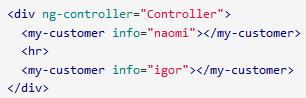 <div ng-controller="Controller">
  <my-customer info="naomi"></my-customer>
  <hr>
  <my-customer info="igor"></my-customer>
</div>